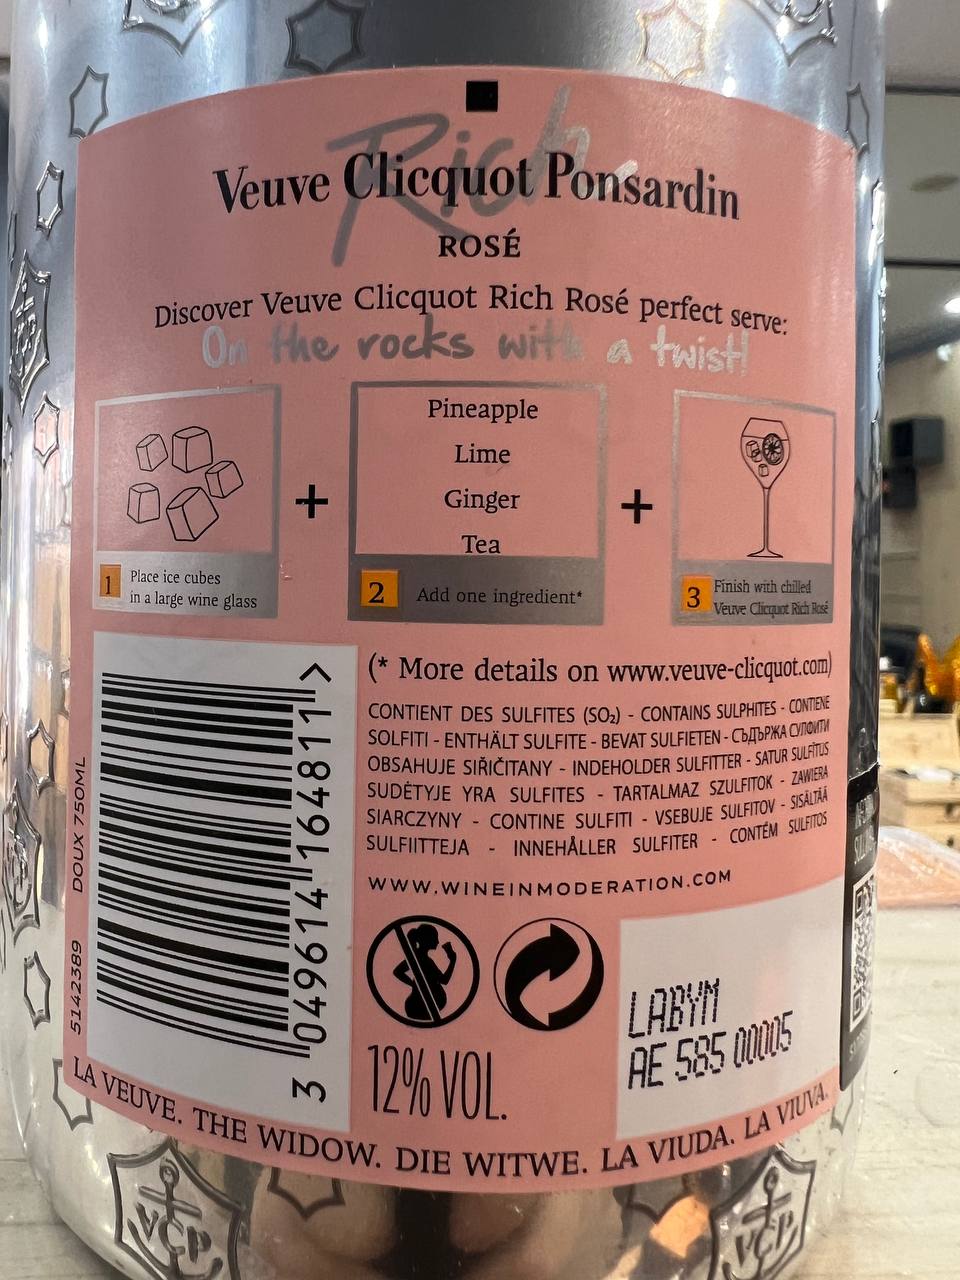 Rich
Veuve Clicquot Ponsardin
ROSÉ
Discover Veuve Clicquot Rich Rosé perfect serve:
On the rocks with a twist!
Pineapple
Lime
Ginger
Tea
+
+
1 Place ice cubes
in a large wine glass
2 Add one ingredient*
3 Finish with chilled
Veuve Clicquot Rich Rosé
(* More details on www.veuve-clicquot.com)
CONTIENT DES SULFITES (SO₂) - CONTAINS SULPHITES - CONTIENE
SOLFITI - ENTHÄLT SULFITE - BEVAT SULFIETEN - СЪДЪРЖА СУЛФИТИ
OBSAHUJE SIŘIČITANY - INDEHOLDER SULFITTER - SATUR SULFĪTUS
SUDĖTYJE YRA SULFITES - TARTALMAZ SZULFITOK - ZAWIERA
SIARCZYNY - CONTINE SULFITI - VSEBUJE SULFITOV - SISÄLTÄÄ
SULFIITTEJA - INNEHÅLLER SULFITER - CONTÉM SULFITOS
WWW.WINEINMODERATION.COM
5142389 DOUX 750ML
3 049614 164811 >
12% VOL.
LABYM
AE 585 00005
LA VEUVE. THE WIDOW. DIE WITWE. LA VIUDA. LA VIUVA.
VCP
VCP